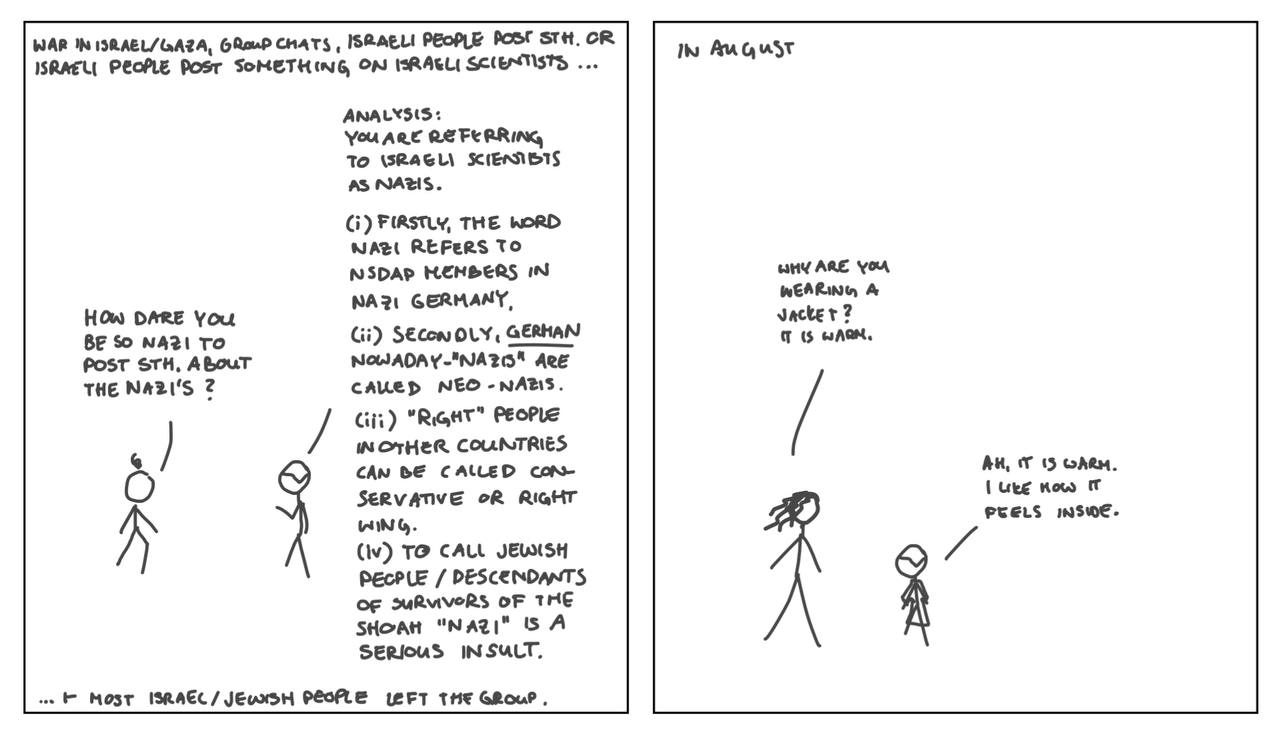 WAR IN ISRAEL/GAZA, GROUP CHATS, ISRAELI PEOPLE POST STH. OR
ISRAELI PEOPLE POST SOMETHING ON ISRAELI SCIENTISTS ...
ANALYSIS:
YOU ARE REFERRING
TO ISRAELI SCIENTISTS
AS NAZIS.
(i) FIRSTLY, THE WORD
NAZI REFERS TO
NSDAP MEMBERS IN
NAZI GERMANY,
HOW DARE YOU
BE SO NAZI TO
POST STH. ABOUT
THE NAZI'S ?
(ii) SECONDLY, GERMAN
NOWADAY-"NAZIS" ARE
CALLED NEO-NAZIS.
(iii) "RIGHT" PEOPLE
IN OTHER COUNTRIES
CAN BE CALLED CON-
SERVATIVE OR RIGHT
WING.
(iv) TO CALL JEWISH
PEOPLE / DESCENDANTS
OF SURVIVORS OF THE
SHOAH "NAZI" IS A
SERIOUS INSULT.
... MOST ISRAEL/JEWISH PEOPLE LEFT THE GROUP.
IN AUGUST
WHY ARE YOU
WEARING A
JACKET?
IT IS WARM.
AH, IT IS WARM.
I LIKE HOW IT
FEELS INSIDE.